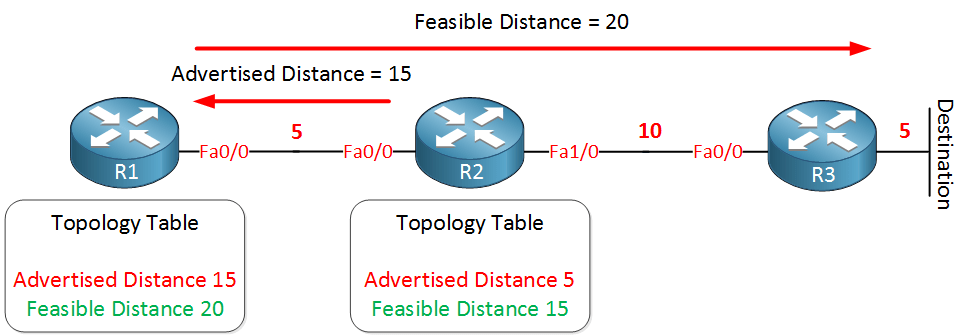 Feasible Distance = 20
Advertised Distance = 15
5
10
5
Destination
R1
Fa0/0
Fa0/0
R2
Fa1/0
Fa0/0
R3
Topology Table
Advertised Distance 15
Feasible Distance 20
Topology Table
Advertised Distance 5
Feasible Distance 15